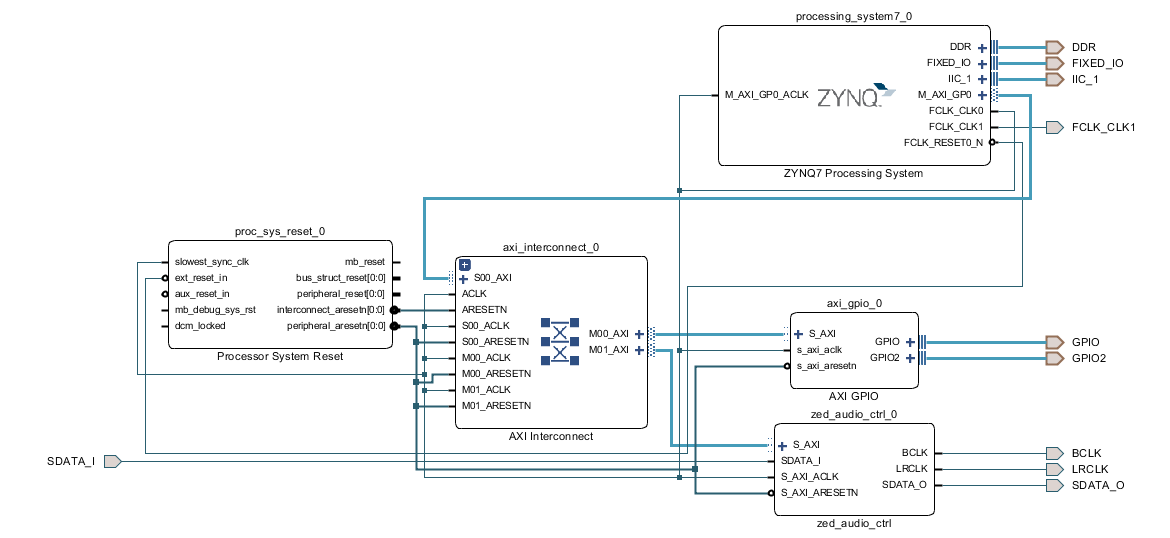 processing_system7_0
DDR
FIXED_IO
IIC_1
M_AXI_GP0
FCLK_CLK0
FCLK_CLK1
FCLK_RESET0_N
M_AXI_GP0_ACLK
ZYNQ
ZYNQ7 Processing System
DDR
FIXED_IO
IIC_1
FCLK_CLK1
proc_sys_reset_0
slowest_sync_clk
ext_reset_in
aux_reset_in
mb_debug_sys_rst
dcm_locked
mb_reset
bus_struct_reset[0:0]
peripheral_reset[0:0]
interconnect_aresetn[0:0]
peripheral_aresetn[0:0]
Processor System Reset
axi_interconnect_0
S00_AXI
ACLK
ARESETN
S00_ACLK
S00_ARESETN
M00_ACLK
M00_ARESETN
M01_ACLK
M01_ARESETN
M00_AXI
M01_AXI
AXI Interconnect
axi_gpio_0
S_AXI
s_axi_aclk
s_axi_aresetn
GPIO
GPIO2
AXI GPIO
GPIO
GPIO2
zed_audio_ctrl_0
S_AXI
SDATA_I
S_AXI_ACLK
S_AXI_ARESETN
BCLK
LRCLK
SDATA_O
zed_audio_ctrl
SDATA_I
BCLK
LRCLK
SDATA_O